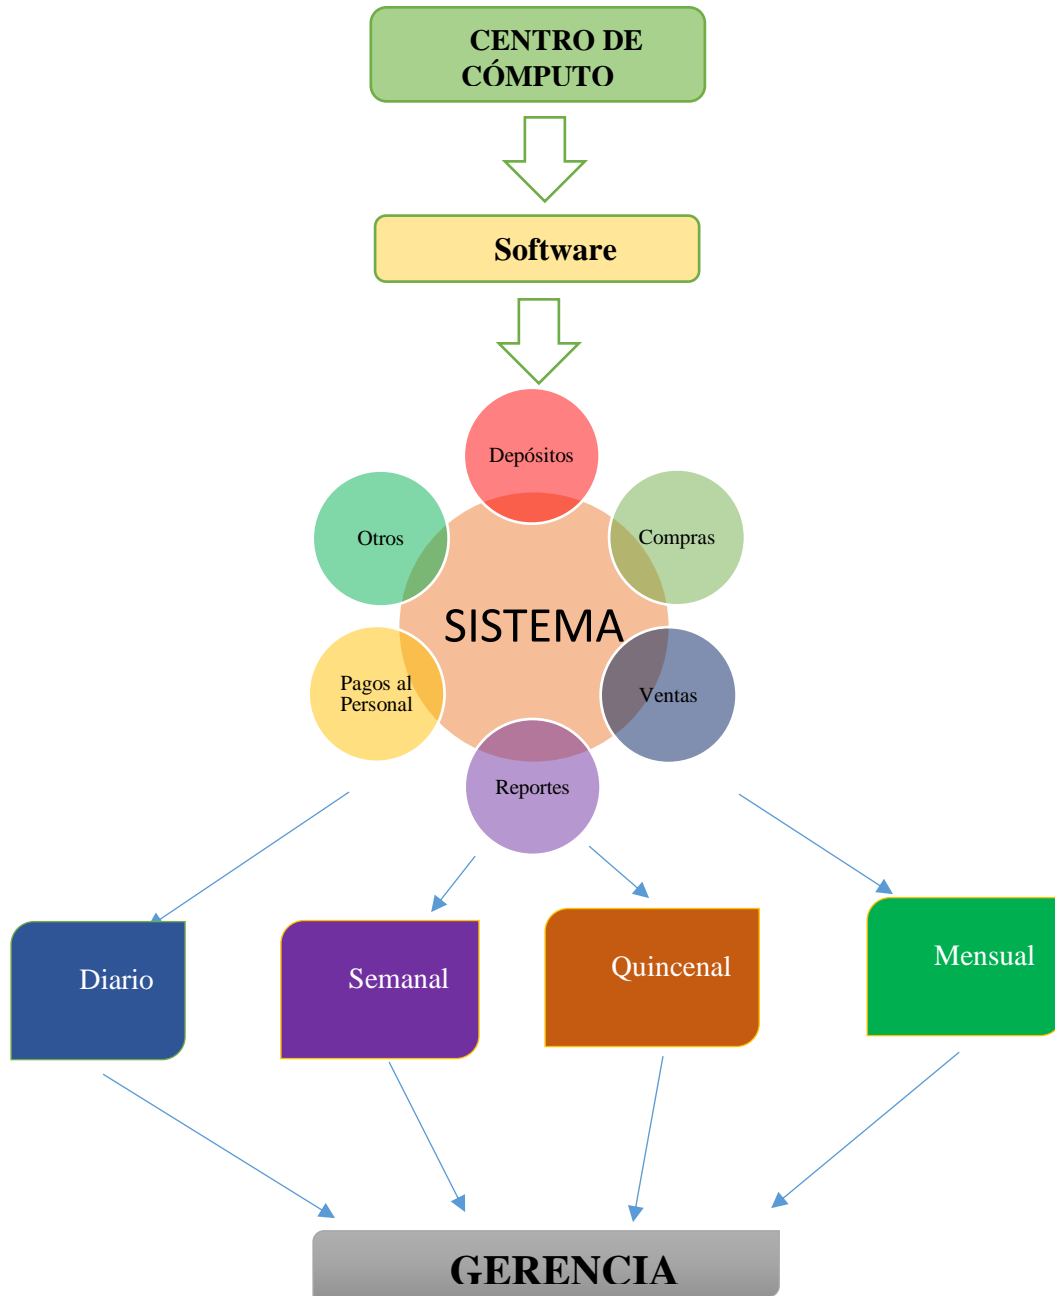 CENTRO DE
CÓMPUTO
Software
Depósitos
Otros
Compras
SISTEMA
Pagos al
Personal
Ventas
Reportes
Diario
Semanal
Quincenal
Mensual
GERENCIA